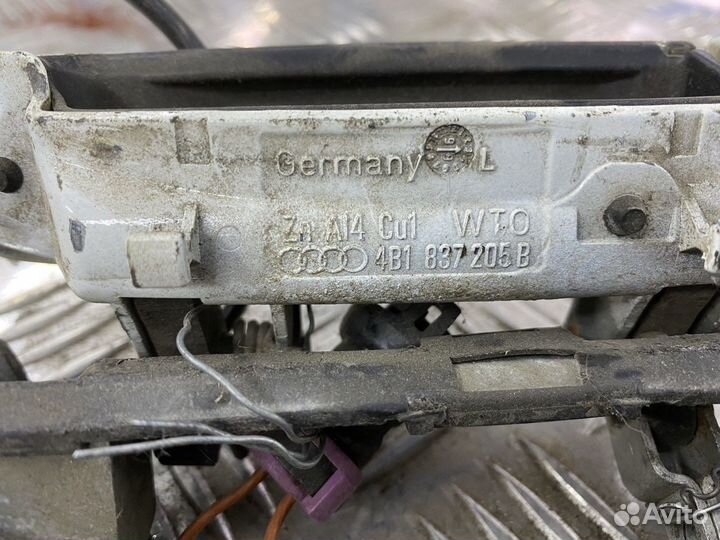 Germany L
Zn Al4 Cu1 WTO
4B1 837 205 B
Avito